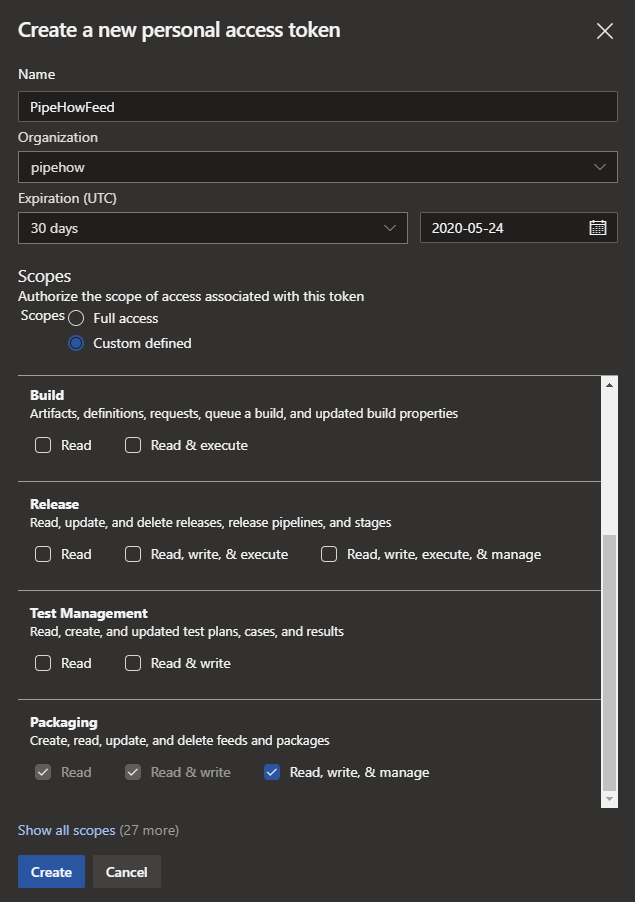 Create a new personal access token
Name
PipeHowFeed
Organization
pipehow
Expiration (UTC)
30 days 2020-05-24
Scopes
Authorize the scope of access associated with this token
Scopes Full access
Custom defined
Build
Artifacts, definitions, requests, queue a build, and updated build properties
Read Read & execute
Release
Read, update, and delete releases, release pipelines, and stages
Read Read, write, & execute Read, write, execute, & manage
Test Management
Read, create, and updated test plans, cases, and results
Read Read & write
Packaging
Create, read, update, and delete feeds and packages
Read Read & write Read, write, & manage
Show all scopes (27 more)
Create Cancel